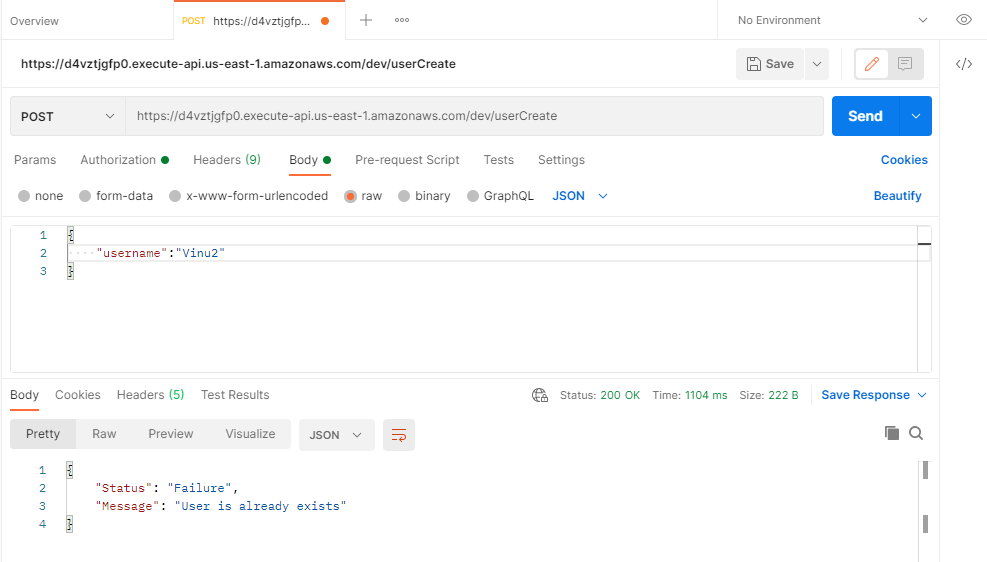 Overview
POST https://d4vztjgfp...
No Environment
https://d4vztjgfp0.execute-api.us-east-1.amazonaws.com/dev/userCreate
Save
POST https://d4vztjgfp0.execute-api.us-east-1.amazonaws.com/dev/userCreate Send
Params Authorization Headers (9) Body Pre-request Script Tests Settings Cookies
none form-data x-www-form-urlencoded raw binary GraphQL JSON Beautify
1 {
2 "username":"Vinu2"
3 }
Body Cookies Headers (5) Test Results Status: 200 OK Time: 1104 ms Size: 222 B Save Response
Pretty Raw Preview Visualize JSON
1 {
2 "Status": "Failure",
3 "Message": "User is already exists"
4 }